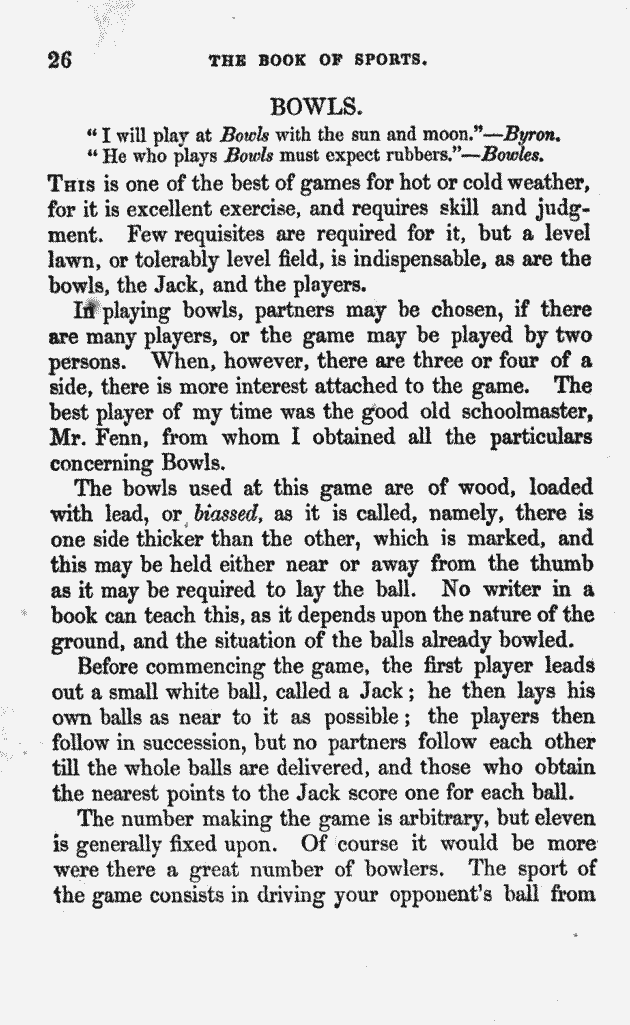 26 THE BOOK OF SPORTS.
BOWLS.
“ I will play at Bowls with the sun and moon.”—Byron.
“ He who plays Bowls must expect rubbers.”—Bowles.
THIS is one of the best of games for hot or cold weather,
for it is excellent exercise, and requires skill and judg-
ment. Few requisites are required for it, but a level
lawn, or tolerably level field, is indispensable, as are the
bowls, the Jack, and the players.
In playing bowls, partners may be chosen, if there
are many players, or the game may be played by two
persons. When, however, there are three or four of a
side, there is more interest attached to the game. The
best player of my time was the good old schoolmaster,
Mr. Fenn, from whom I obtained all the particulars
concerning Bowls.
The bowls used at this game are of wood, loaded
with lead, or biassed, as it is called, namely, there is
one side thicker than the other, which is marked, and
this may be held either near or away from the thumb
as it may be required to lay the ball. No writer in a
book can teach this, as it depends upon the nature of the
ground, and the situation of the balls already bowled.
Before commencing the game, the first player leads
out a small white ball, called a Jack ; he then lays his
own balls as near to it as possible ; the players then
follow in succession, but no partners follow each other
till the whole balls are delivered, and those who obtain
the nearest points to the Jack score one for each ball.
The number making the game is arbitrary, but eleven
is generally fixed upon. Of course it would be more
were there a great number of bowlers. The sport of
the game consists in driving your opponent's ball from